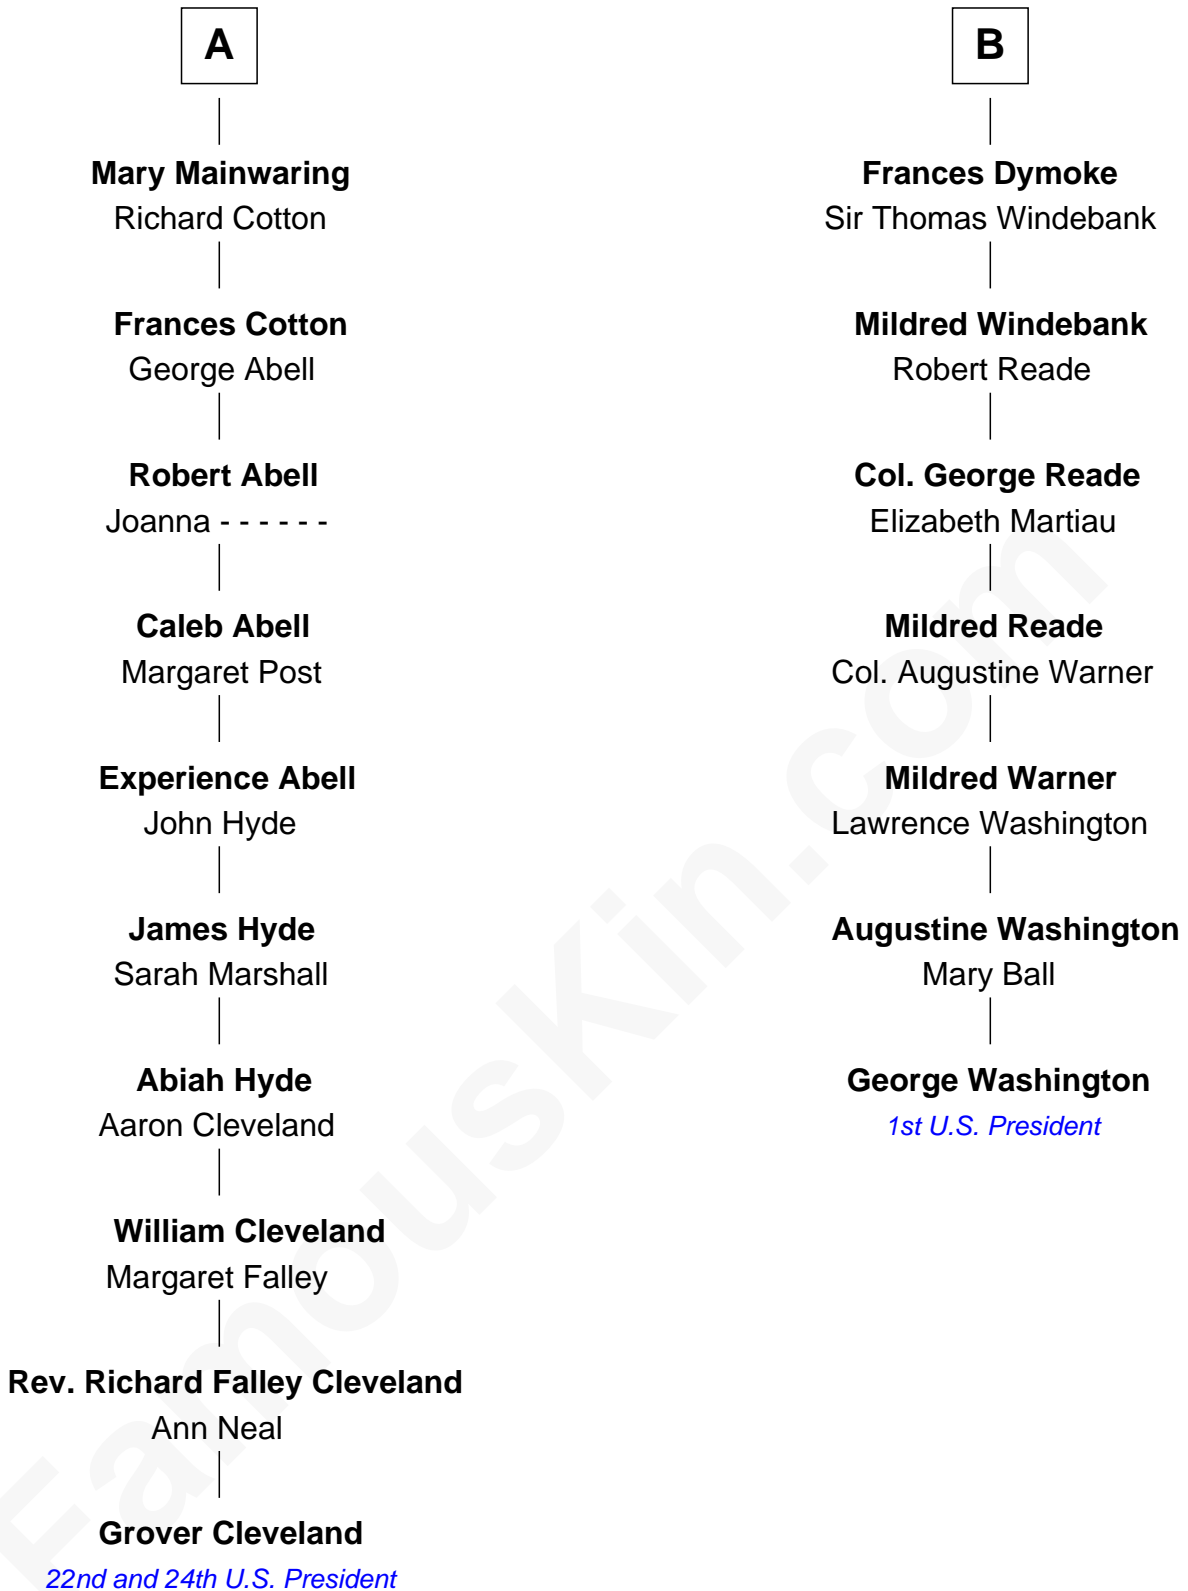 A
Mary Mainwaring
Richard Cotton
Frances Cotton
George Abell
Robert Abell
Joanna - - - - - -
Caleb Abell
Margaret Post
Experience Abell
John Hyde
James Hyde
Sarah Marshall
Abiah Hyde
Aaron Cleveland
William Cleveland
Margaret Falley
Rev. Richard Falley Cleveland
Ann Neal
Grover Cleveland
22nd and 24th U.S. President
B
Frances Dymoke
Sir Thomas Windebank
Mildred Windebank
Robert Reade
Col. George Reade
Elizabeth Martiau
Mildred Reade
Col. Augustine Warner
Mildred Warner
Lawrence Washington
Augustine Washington
Mary Ball
George Washington
1st U.S. President
FamousKin.com